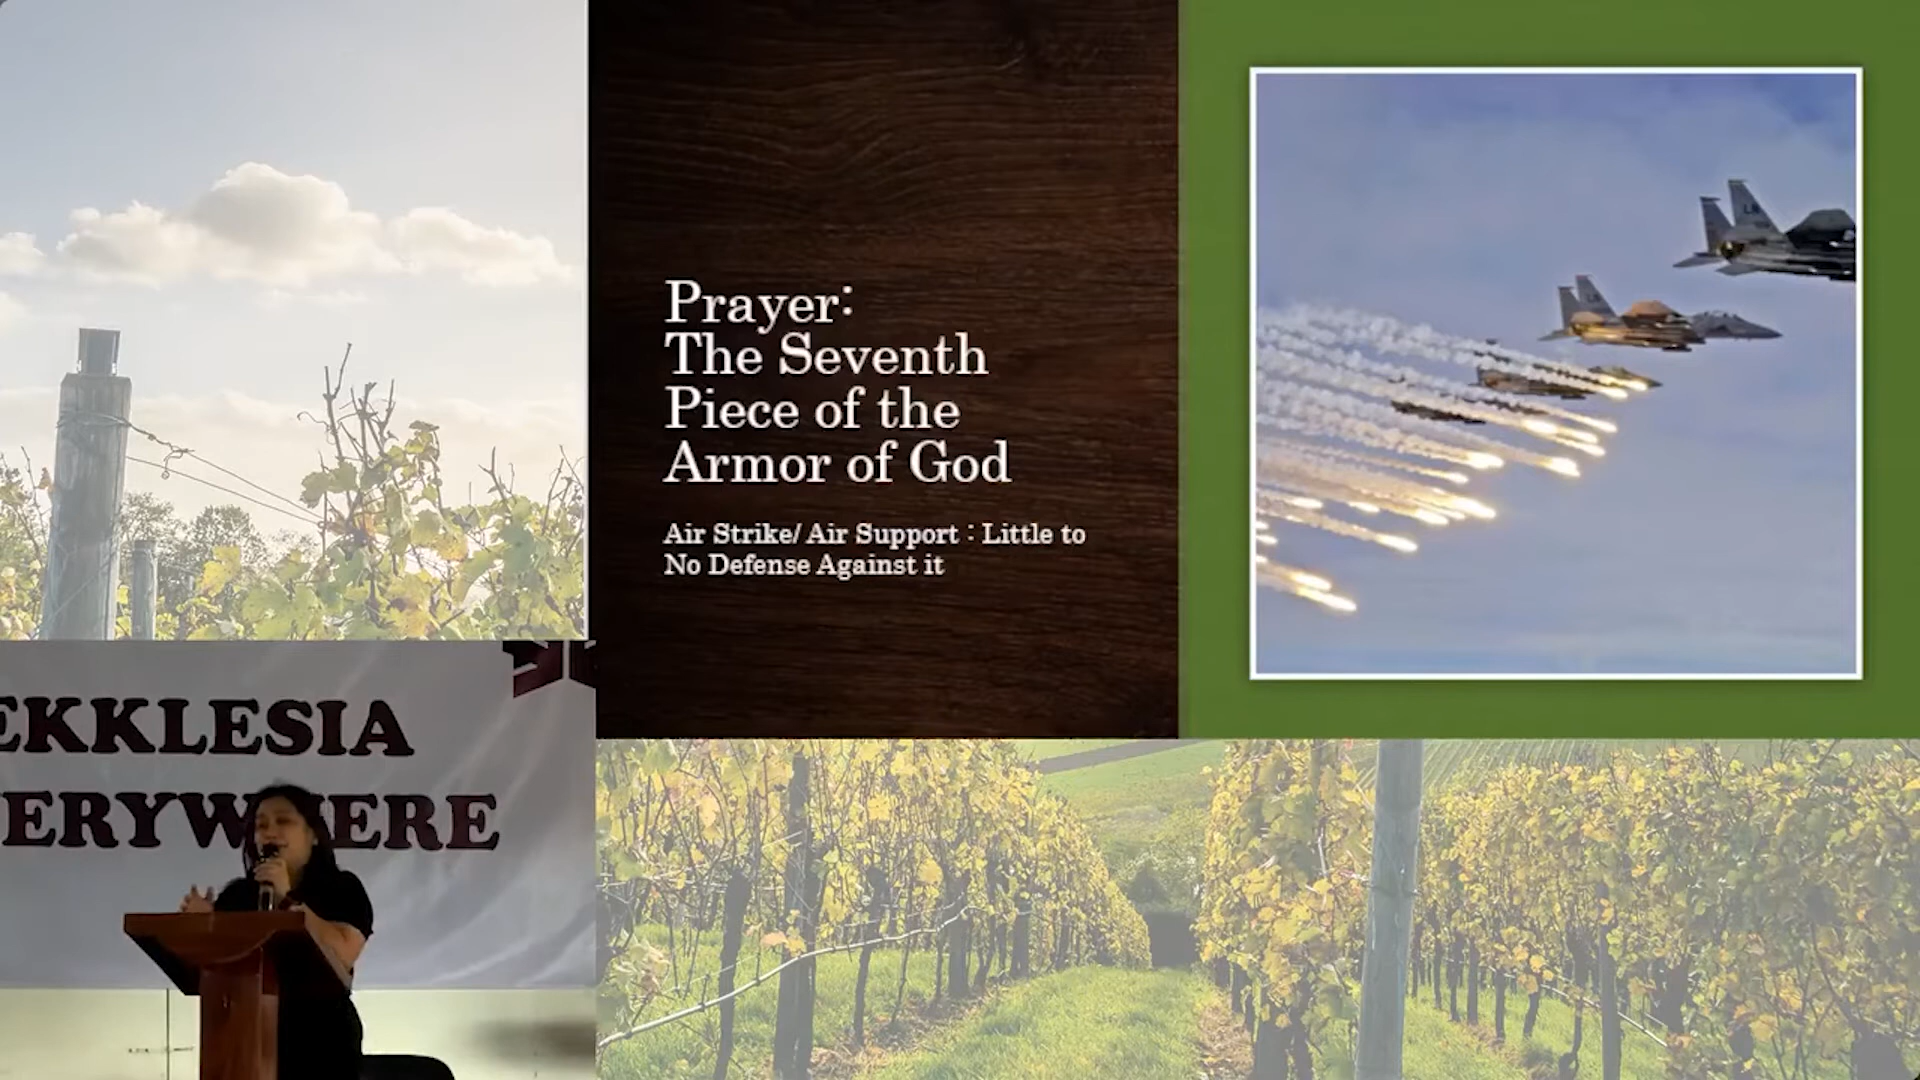 Prayer:
The Seventh
Piece of the
Armor of God
Air Strike/ Air Support : Little to
No Defense Against it
EKKLESIA
ERYWHERE